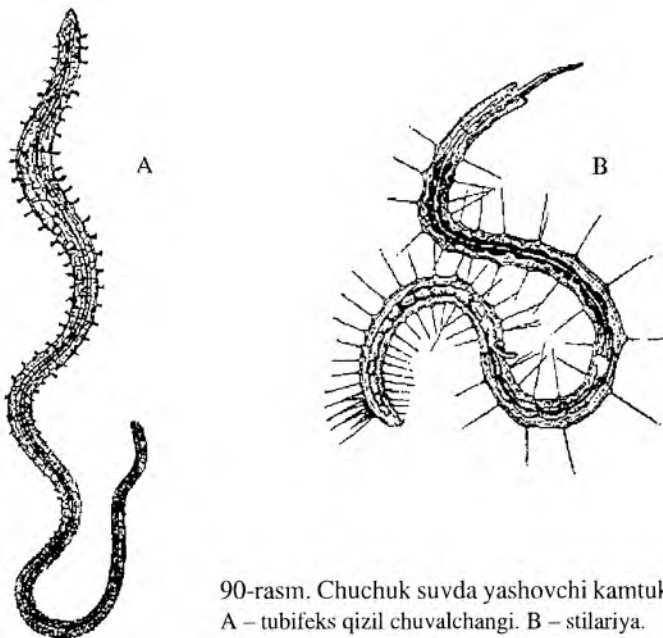 A
B
90-rasm. Chuchuk suvda yashovchi kamtuk
A – tubifeks qizil chuvalchangi. B – stilariya.